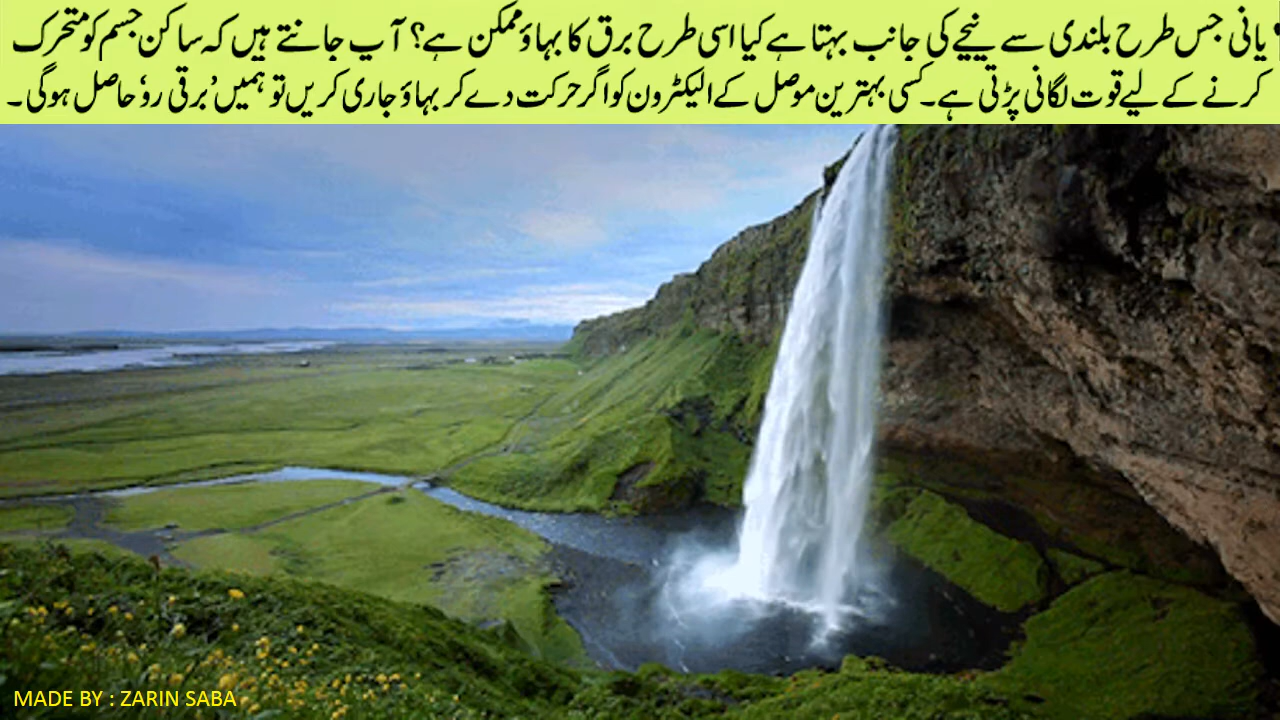 پانی جس طرح بلندی سے نیچے کی جانب بہتا ہے کیا اسی طرح برق کا بہاؤ ممکن ہے؟ آپ جانتے ہیں کہ ساکن جسم کو متحرک
کرنے کے لیے قوت لگانی پڑتی ہے۔ کسی بہترین موصل کے الیکٹرون کو اگر حرکت دے کر بہاؤ جاری کریں تو ہمیں ’برقی رو‘ حاصل ہوگی۔
MADE BY : ZARIN SABA